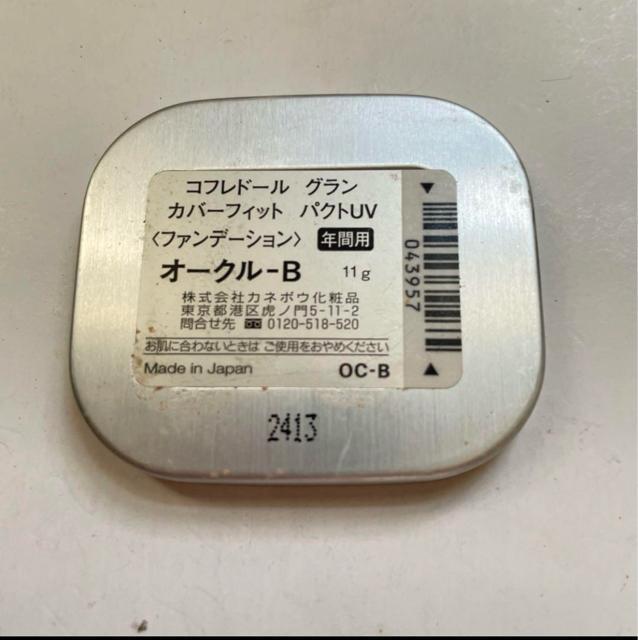 コフレドール グラン
カバーフィット パクトUV
〈ファンデーション〉 年間用
オークル-B 11g
株式会社カネボウ化粧品
東京都港区虎ノ門5-11-2
問合せ先 0120-518-520
お肌に合わないときは ご使用をおやめください
Made in Japan OC-B
043957
2413